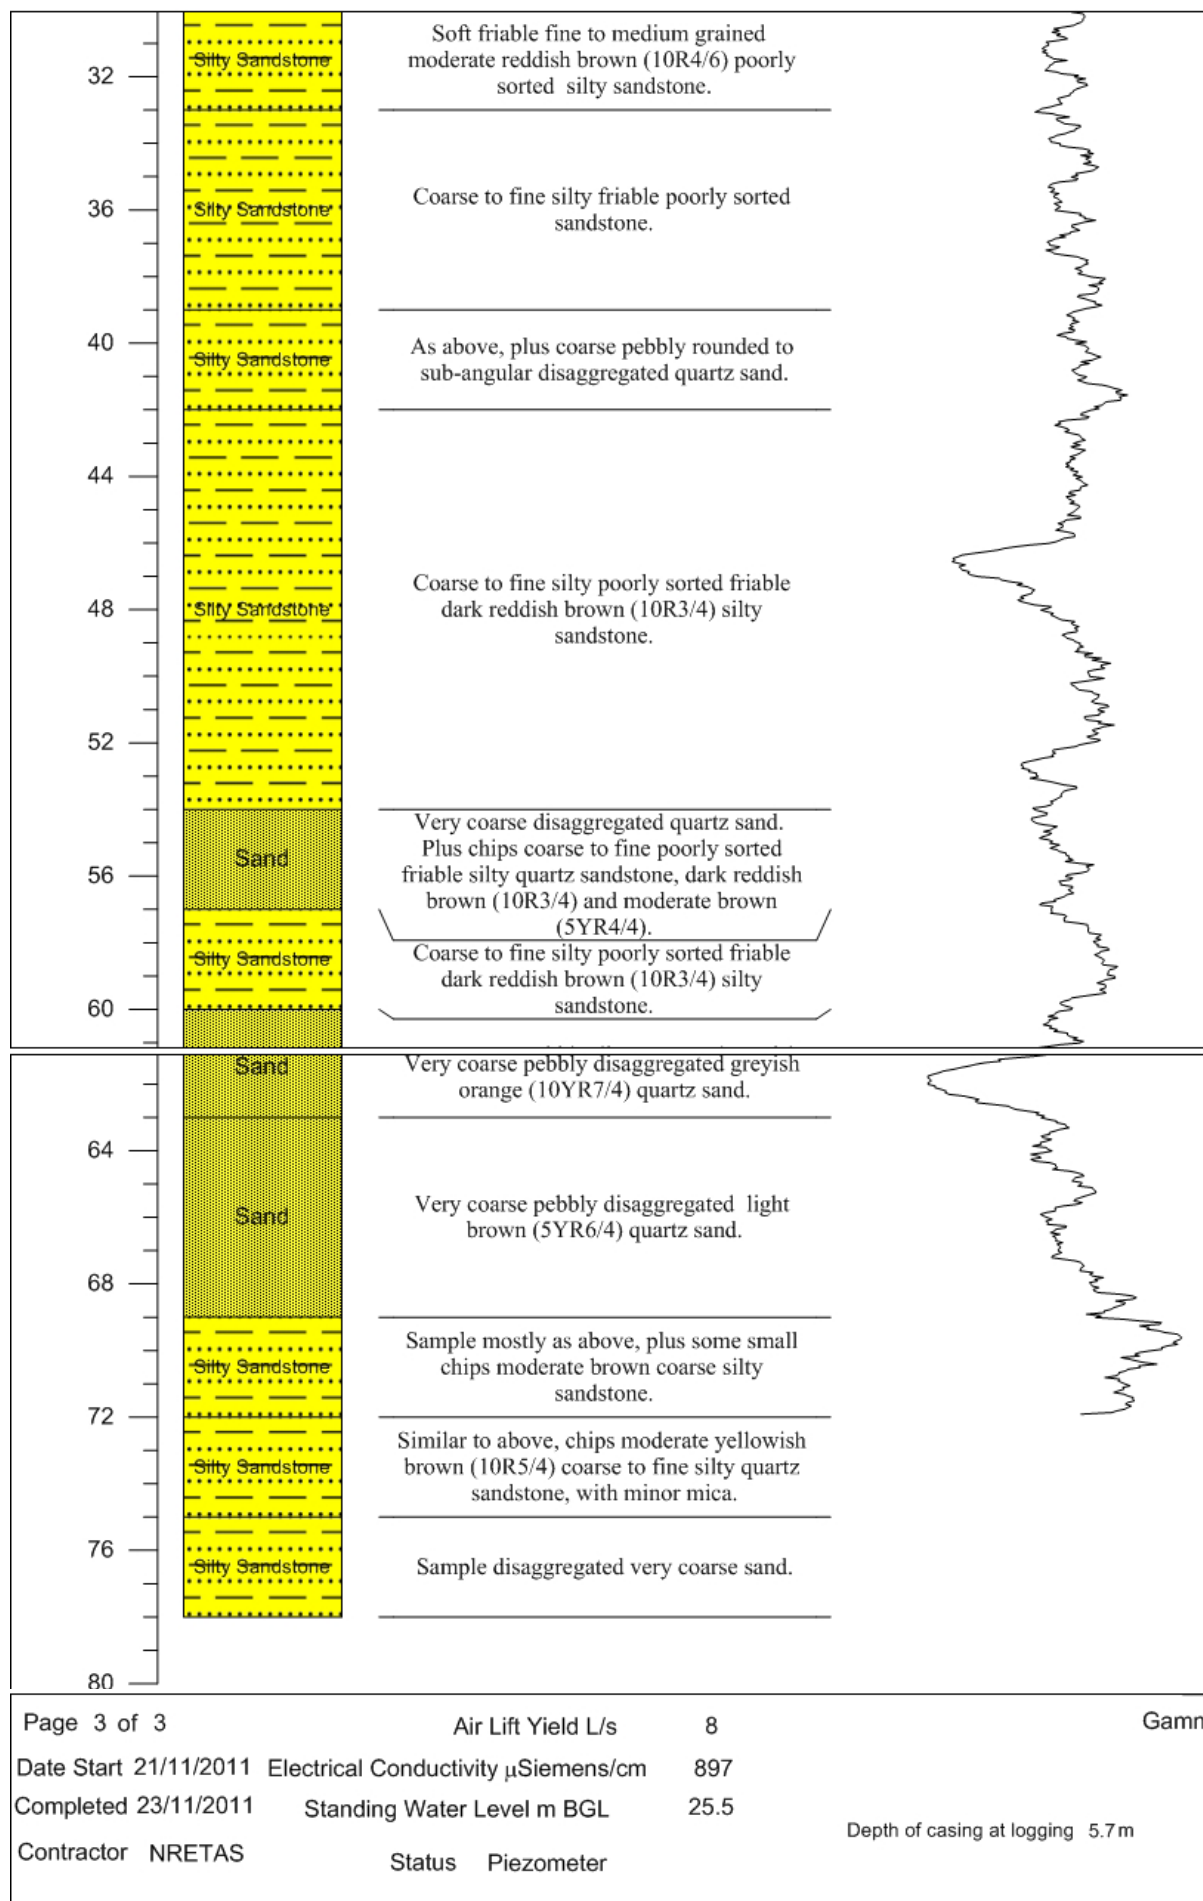 Soft friable fine to medium grained
moderate reddish brown (10R4/6) poorly
sorted silty sandstone.
Silty Sandstone
32
Coarse to fine silty friable poorly sorted
sandstone.
Silty Sandstone
36
As above, plus coarse pebbly rounded to
sub-angular disaggregated quartz sand.
Silty Sandstone
40
44
Coarse to fine silty poorly sorted friable
dark reddish brown (10R3/4) silty
sandstone.
Silty Sandstone
48
52
Very coarse disaggregated quartz sand.
Plus chips coarse to fine poorly sorted
friable silty quartz sandstone, dark reddish
brown (10R3/4) and moderate brown
(5YR4/4).
Sand
56
Coarse to fine silty poorly sorted friable
dark reddish brown (10R3/4) silty
sandstone.
Silty Sandstone
60
Sand
Very coarse pebbly disaggregated greyish
orange (10YR7/4) quartz sand.
64
Very coarse pebbly disaggregated light
brown (5YR6/4) quartz sand.
Sand
68
Sample mostly as above, plus some small
chips moderate brown coarse silty
sandstone.
Silty Sandstone
72
Similar to above, chips moderate yellowish
brown (10R5/4) coarse to fine silty quartz
sandstone, with minor mica.
Silty Sandstone
76
Sample disaggregated very coarse sand.
Silty Sandstone
80
Page 3 of 3 Air Lift Yield L/s 8 Gamn
Date Start 21/11/2011 Electrical Conductivity µSiemens/cm 897
Completed 23/11/2011 Standing Water Level m BGL 25.5
Depth of casing at logging 5.7m
Contractor NRETAS Status Piezometer